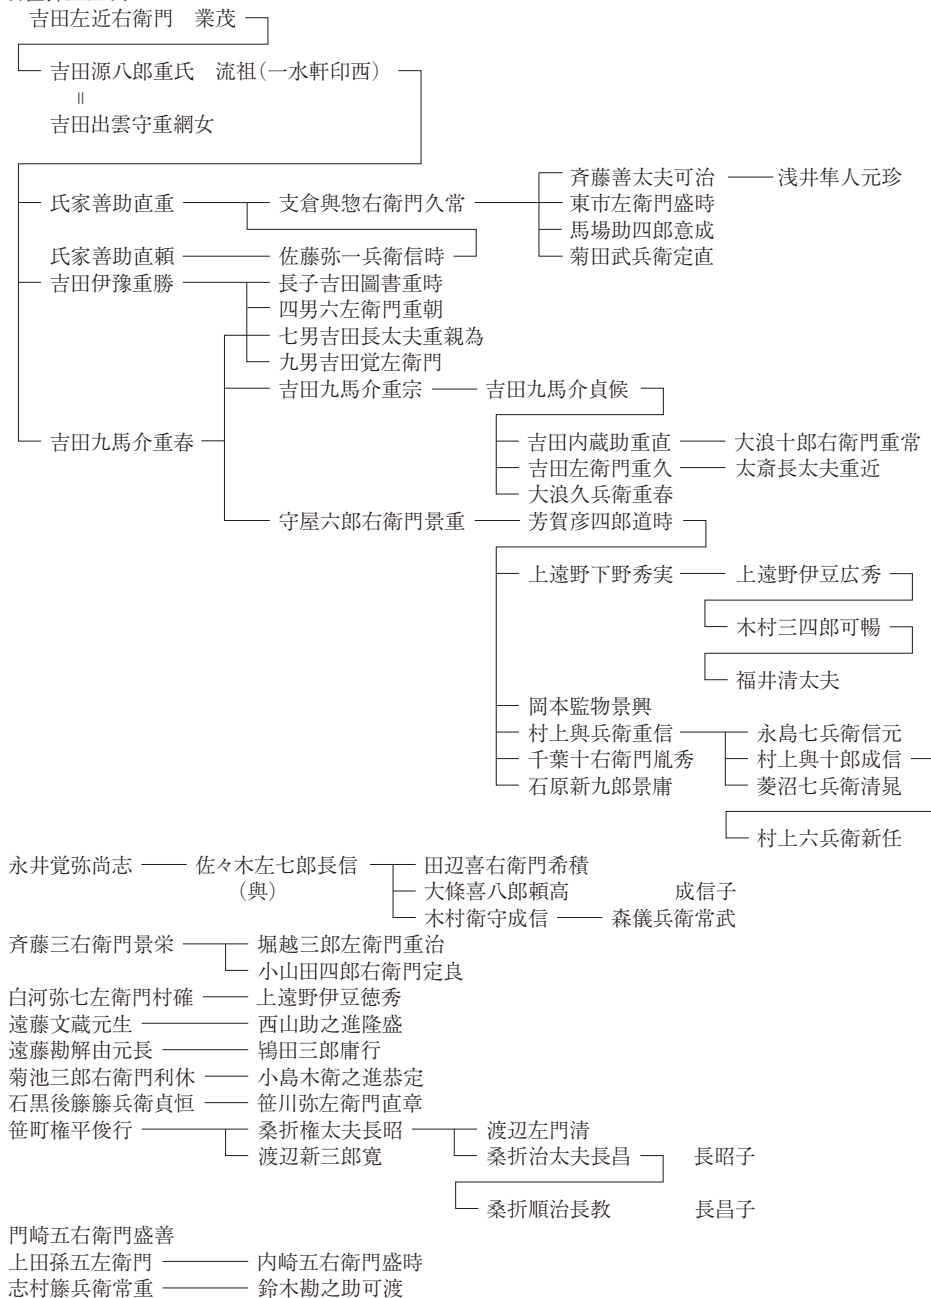 吉田左近右衛門　業茂
吉田源八郎重氏　流祖（一水軒印西）
＝
吉田出雲守重網女
斉藤善太夫可治　浅井隼人元珍
氏家善助直重　支倉與惣右衛門久常　東市左衛門盛時
馬場助四郎意成
氏家善助直頼　佐藤弥一兵衛信時　菊田武兵衛定直
吉田伊豫重勝　長子吉田圖書重時
四男六左衛門重朝
七男吉田長太夫重親為
九男吉田覚左衛門
吉田九馬介重宗　吉田九馬介貞候
吉田九馬介重春　吉田内蔵助重直　大浪十郎右衛門重常
吉田左衛門重久　太斎長太夫重近
大浪久兵衛重春
守屋六郎右衛門景重　芳賀彦四郎道時
上遠野下野秀実　上遠野伊豆広秀
木村三四郎可暢
福井清太夫
岡本監物景興
村上與兵衛重信　永島七兵衛信元
千葉十右衛門胤秀　村上與十郎成信
石原新九郎景庸　菱沼七兵衛清晁
村上六兵衛新任
永井覚弥尚志　佐々木左七郎長信　田辺喜右衛門希積
（與）　大條喜八郎頼高　成信子
木村衛守成信　森儀兵衛常武
斉藤三右衛門景栄　堀越三郎左衛門重治
小山田四郎右衛門定良
白河弥七左衛門村確　上遠野伊豆徳秀
遠藤文蔵元生　西山助之進隆盛
遠藤勘解由元長　鴇田三郎庸行
菊池三郎右衛門利休　小島木衛之進恭定
石黒後籐籐兵衛貞恒　笹川弥左衛門直章
笹町権平俊行　桑折権太夫長昭　渡辺左門清
渡辺新三郎寛　桑折治太夫長昌　長昭子
桑折順治長教　長昌子
門崎五右衛門盛善
上田孫五左衛門　内崎五右衛門盛時
志村籐兵衛常重　鈴木勘之助可渡